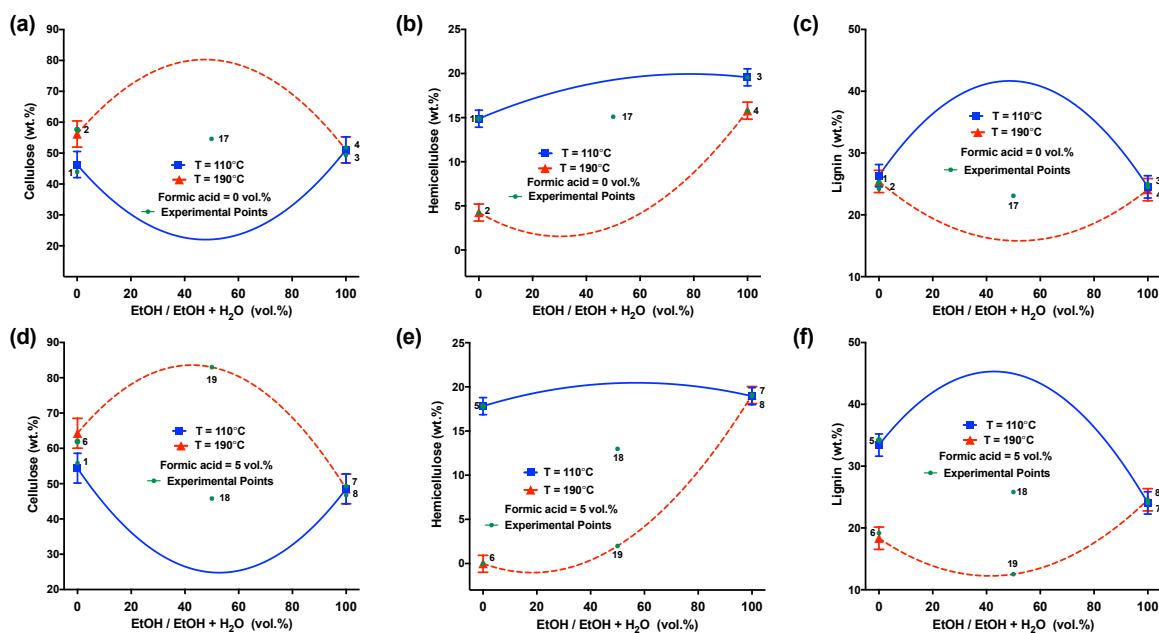 (a)
Cellulose (wt.%)
90
80
70
60
50
40
30
20
2
1
17
4
3
T = 110°C
T = 190°C
Formic acid = 0 vol.%
Experimental Points
0 20 40 60 80 100
EtOH / EtOH + H2O (vol.%)
(b)
Hemicellulose (wt.%)
25
20
15
10
5
0
1
2
17
3
4
T = 110°C
T = 190°C
Formic acid = 0 vol.%
Experimental Points
0 20 40 60 80 100
EtOH / EtOH + H2O (vol.%)
(c)
Lignin (wt.%)
50
40
30
20
10
1
2
17
3
4
T = 110°C
T = 190°C
Formic acid = 0 vol.%
Experimental Points
0 20 40 60 80 100
EtOH / EtOH + H2O (vol.%)
(d)
Cellulose (wt.%)
90
80
70
60
50
40
30
20
6
1
19
18
7
8
T = 110°C
T = 190°C
Formic acid = 5 vol.%
Experimental Points
0 20 40 60 80 100
EtOH / EtOH + H2O (vol.%)
(e)
Hemicellulose (wt.%)
25
20
15
10
5
0
5
6
18
19
7
8
T = 110°C
T = 190°C
Formic acid = 5 vol.%
Experimental Points
0 20 40 60 80 100
EtOH / EtOH + H2O (vol.%)
(f)
Lignin (wt.%)
50
40
30
20
10
5
6
18
19
8
7
T = 110°C
T = 190°C
Formic acid = 5 vol.%
Experimental Points
0 20 40 60 80 100
EtOH / EtOH + H2O (vol.%)